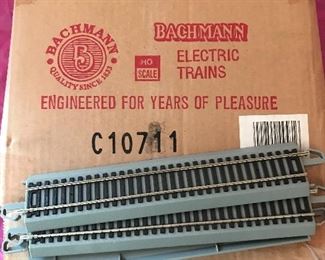 BACHMANN
B
QUALITY SINCE 1833
HO
SCALE
BACHMANN
ELECTRIC
TRAINS
ENGINEERED FOR YEARS OF PLEASURE
C10711